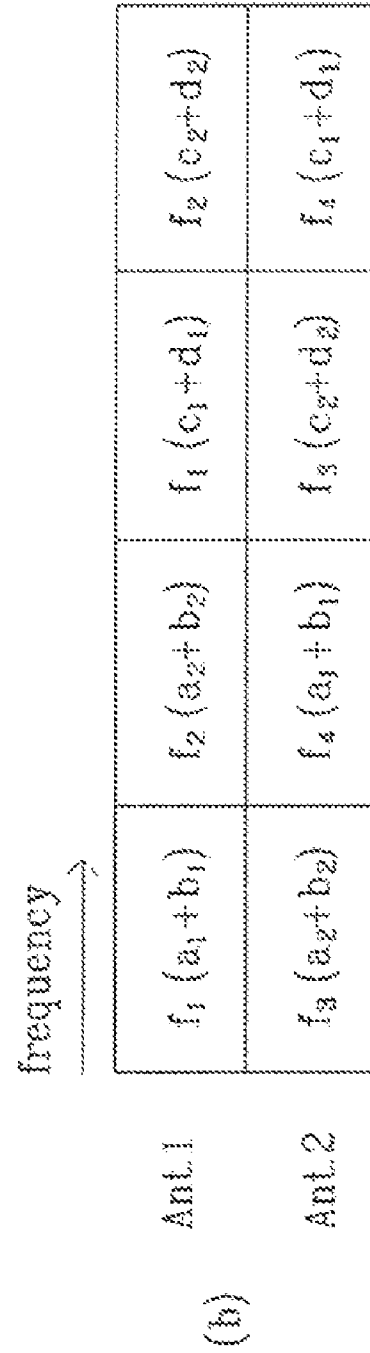 frequency
(b)
Ant.1 f₁(a₁+b₁) f₂(a₂+b₂) f₁(c₁+d₁) f₂(c₂+d₂)
Ant.2 f₃(a₂+b₂) f₄(a₁+b₁) f₃(c₂+d₂) f₄(c₁+d₁)